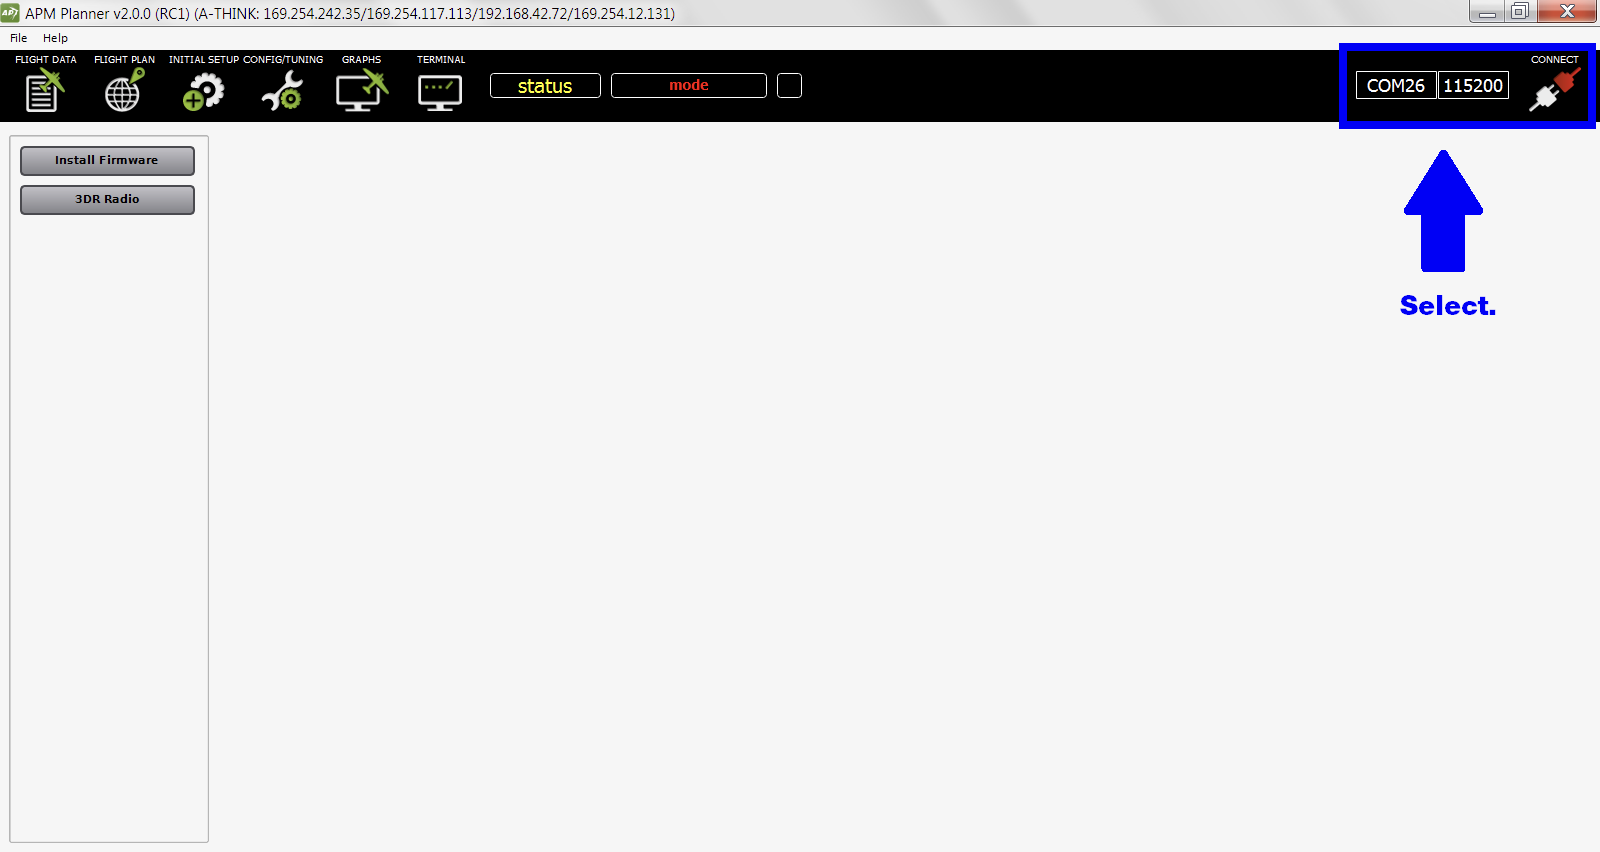 APM Planner v2.0.0 (RC1) (A-THINK: 169.254.242.35/169.254.117.113/192.168.42.72/169.254.12.131)
File Help
FLIGHT DATA FLIGHT PLAN INITIAL SETUP CONFIG/TUNING GRAPHS TERMINAL CONNECT
status mode COM26 115200
Install Firmware
3DR Radio
Select.